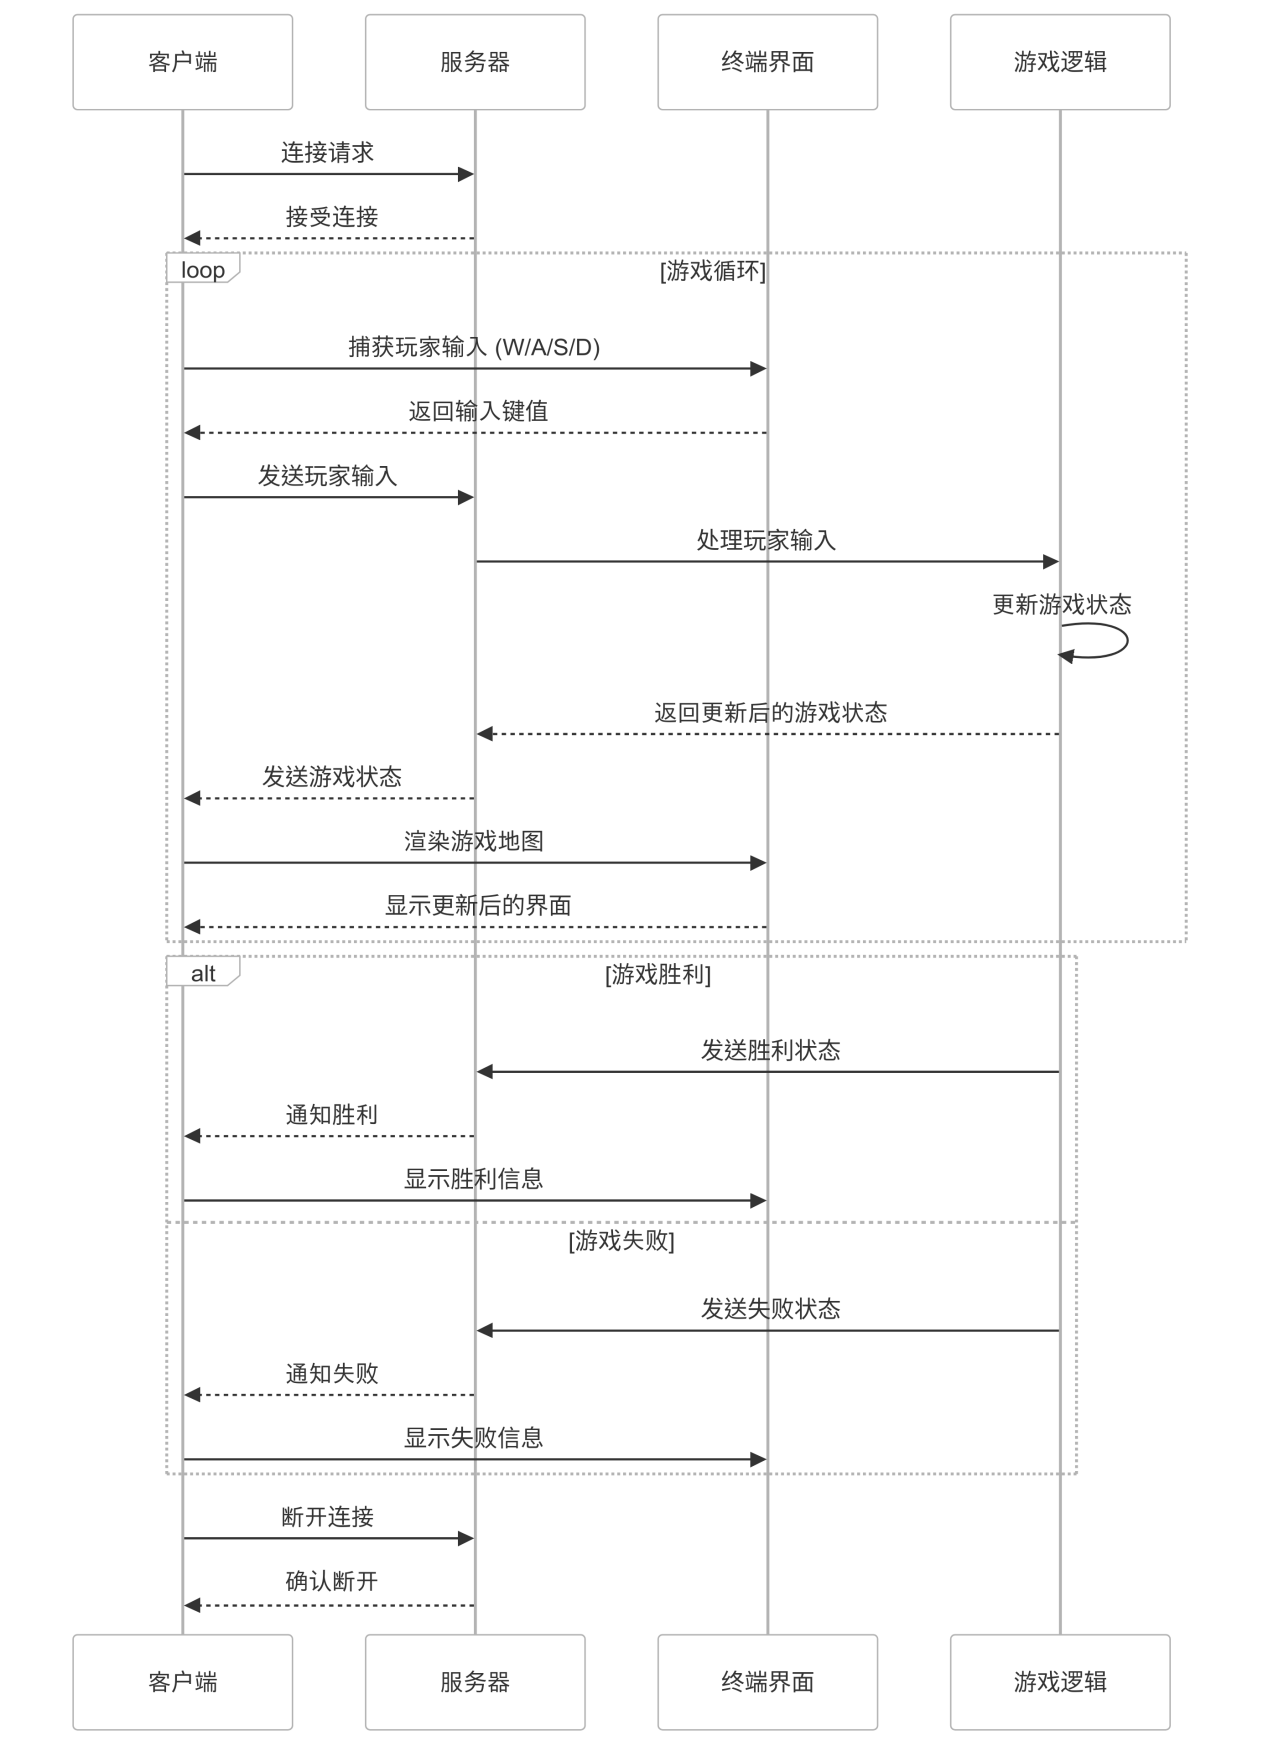 客户端
服务器
终端界面
游戏逻辑
连接请求
接受连接
loop
[游戏循环]
捕获玩家输入 (W/A/S/D)
返回输入键值
发送玩家输入
处理玩家输入
更新游戏状态
返回更新后的游戏状态
发送游戏状态
渲染游戏地图
显示更新后的界面
alt
[游戏胜利]
发送胜利状态
通知胜利
显示胜利信息
[游戏失败]
发送失败状态
通知失败
显示失败信息
断开连接
确认断开
客户端
服务器
终端界面
游戏逻辑